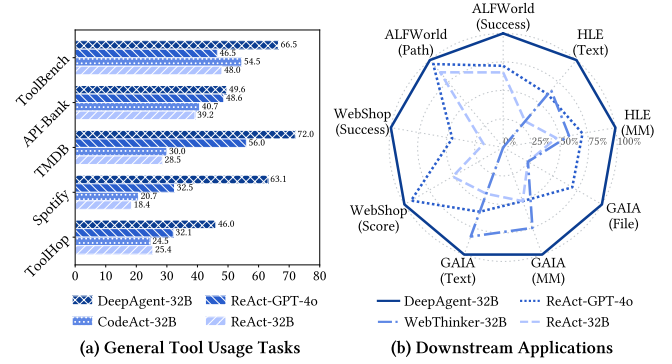 ToolBench
66.5
46.5
54.5
48.0
API-Bank
49.6
48.6
40.7
39.2
TMDB
72.0
56.0
30.0
28.5
Spotify
63.1
32.5
20.7
18.4
ToolHop
46.0
32.1
24.5
25.4
0 10 20 30 40 50 60 70 80
DeepAgent-32B
ReAct-GPT-4o
CodeAct-32B
ReAct-32B
(a) General Tool Usage Tasks
ALFWorld
(Success)
ALFWorld
(Path)
HLE
(Text)
WebShop
(Success)
HLE
(MM)
0% 25% 50% 75% 100%
WebShop
(Score)
GAIA
(File)
GAIA
(Text)
GAIA
(MM)
DeepAgent-32B
ReAct-GPT-4o
WebThinker-32B
ReAct-32B
(b) Downstream Applications